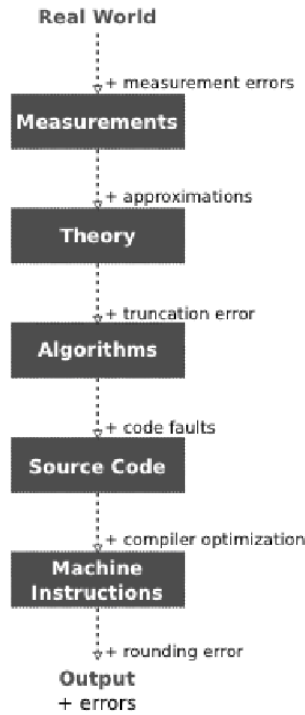 Real World
+ measurement errors
Measurements
+ approximations
Theory
+ truncation error
Algorithms
+ code faults
Source Code
+ compiler optimization
Machine
Instructions
+ rounding error
Output
+ errors